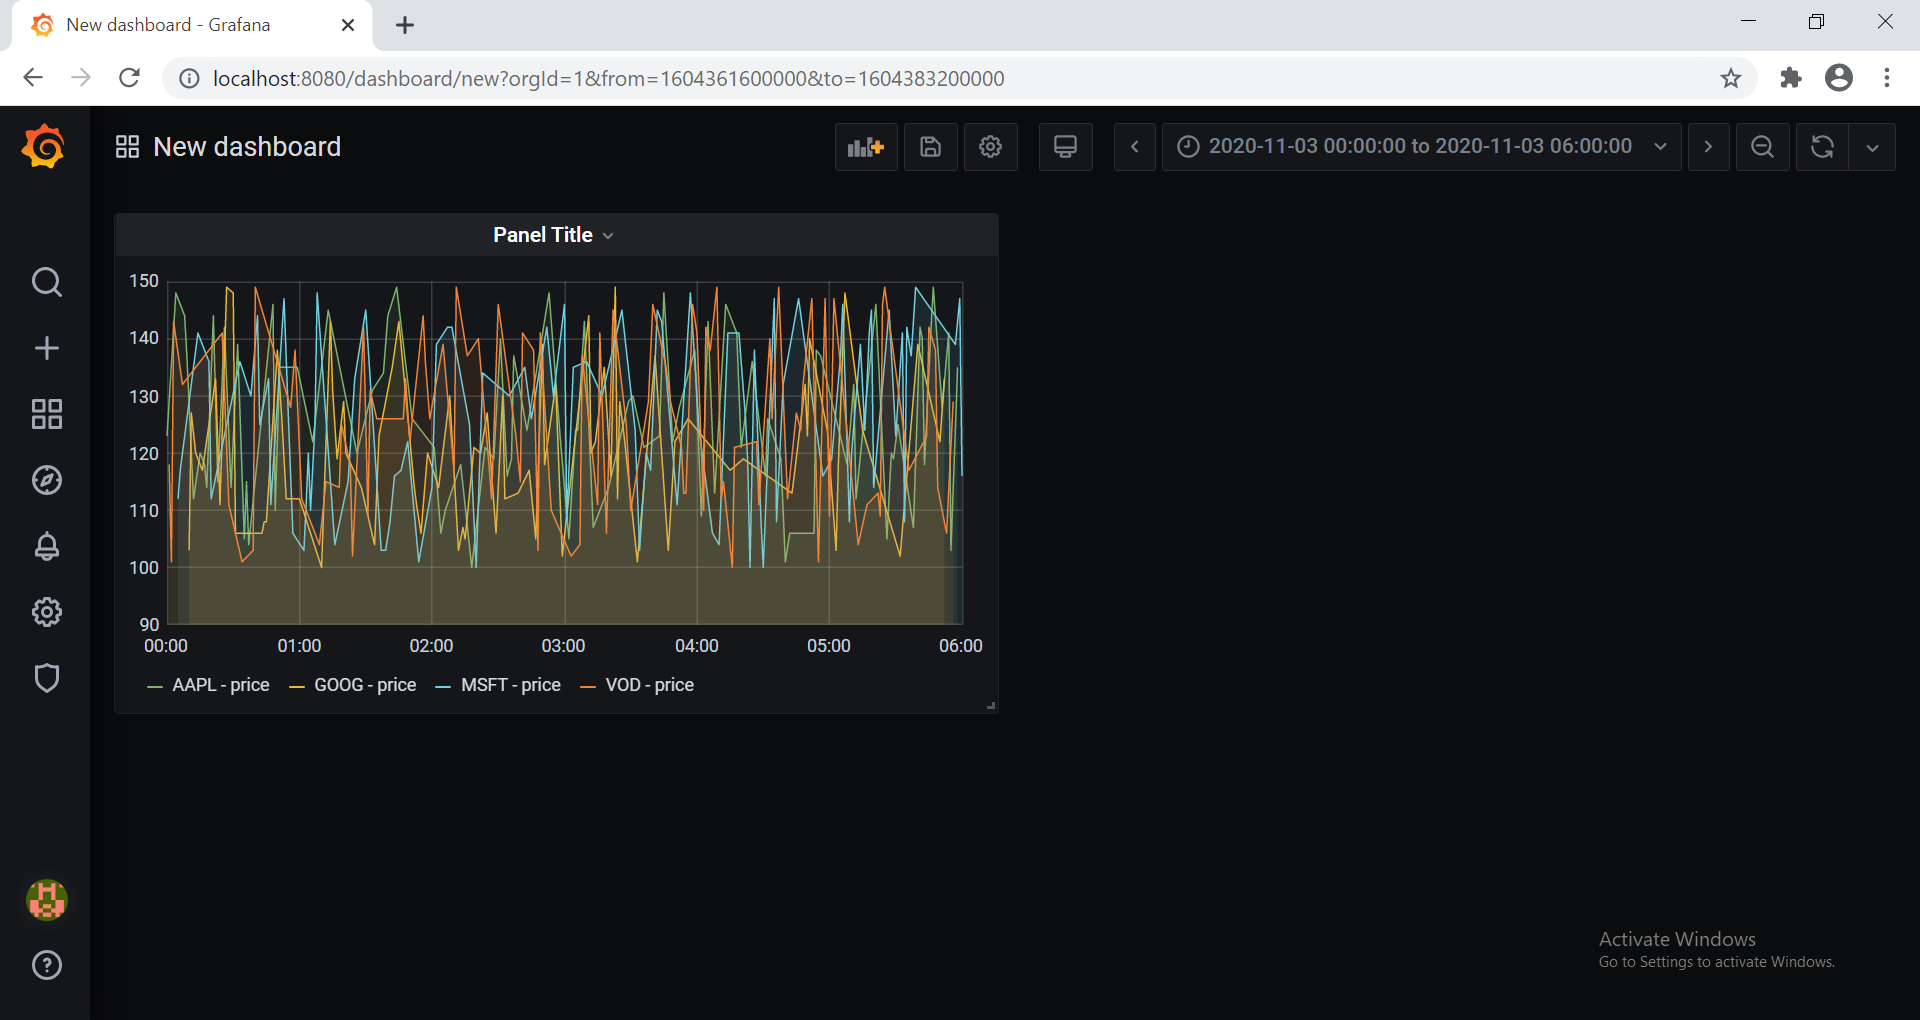 New dashboard - Grafana
localhost:8080/dashboard/new?orgId=1&from=1604361600000&to=1604383200000
New dashboard
2020-11-03 00:00:00 to 2020-11-03 06:00:00
Panel Title
150
140
130
120
110
100
90
00:00 01:00 02:00 03:00 04:00 05:00 06:00
AAPL - price GOOG - price MSFT - price VOD - price
Activate Windows
Go to Settings to activate Windows.